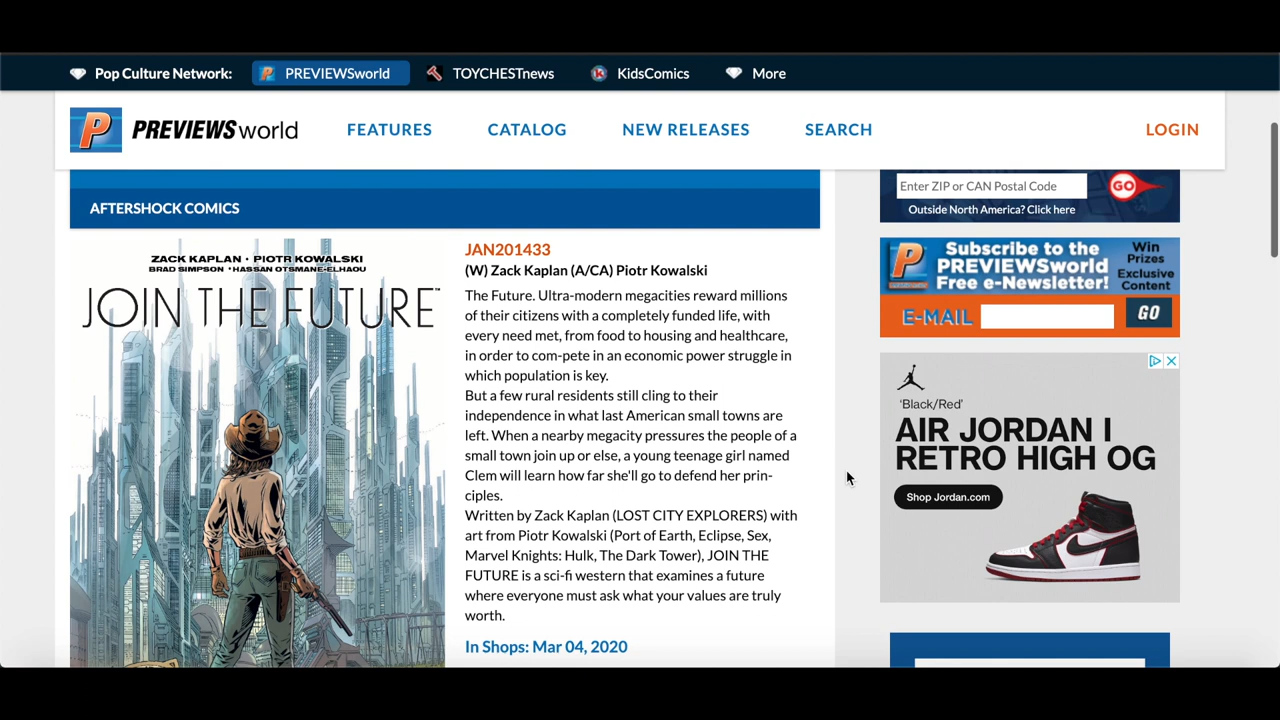 Pop Culture Network:
PREVIEWSworld
TOYCHESTnews
KidsComics
More
PREVIEWSworld
FEATURES
CATALOG
NEW RELEASES
SEARCH
LOGIN
AFTERSHOCK COMICS
ZACK KAPLAN · PIOTR KOWALSKI
BRAD SIMPSON · HASSAN OTSMANE-ELHAOU
JOIN THE FUTURE™
JAN201433
(W) Zack Kaplan (A/CA) Piotr Kowalski
The Future. Ultra-modern megacities reward millions
of their citizens with a completely funded life, with
every need met, from food to housing and healthcare,
in order to com-pete in an economic power struggle in
which population is key.
But a few rural residents still cling to their
independence in what last American small towns are
left. When a nearby megacity pressures the people of a
small town join up or else, a young teenage girl named
Clem will learn how far she'll go to defend her prin-
ciples.
Written by Zack Kaplan (LOST CITY EXPLORERS) with
art from Piotr Kowalski (Port of Earth, Eclipse, Sex,
Marvel Knights: Hulk, The Dark Tower), JOIN THE
FUTURE is a sci-fi western that examines a future
where everyone must ask what your values are truly
worth.
In Shops: Mar 04, 2020
Enter ZIP or CAN Postal Code
GO
Outside North America? Click here
Subscribe to the
PREVIEWSworld
Free e-Newsletter!
Win
Prizes
Exclusive
Content
E-MAIL
GO
'Black/Red'
AIR JORDAN I
RETRO HIGH OG
Shop Jordan.com